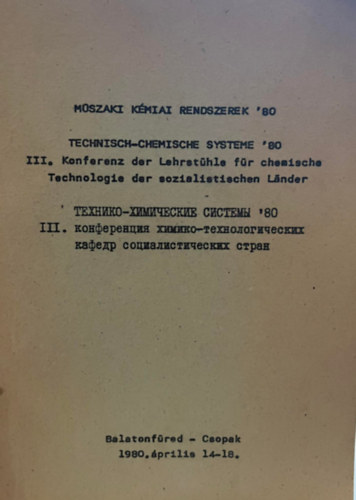 MŰSZAKI KÉMIAI RENDSZEREK '80
TECHNISCH-CHEMISCHE SYSTEME '80
III. Konferenz der Lehrstühle für chemische
Technologie der sozialistischen Länder
ТЕХНИКО-ХИМИЧЕСКИЕ СИСТЕМЫ '80
III. конференция химико-технологических
кафедр социалистических стран
Balatonfüred - Csopak
1980.április 14-18.